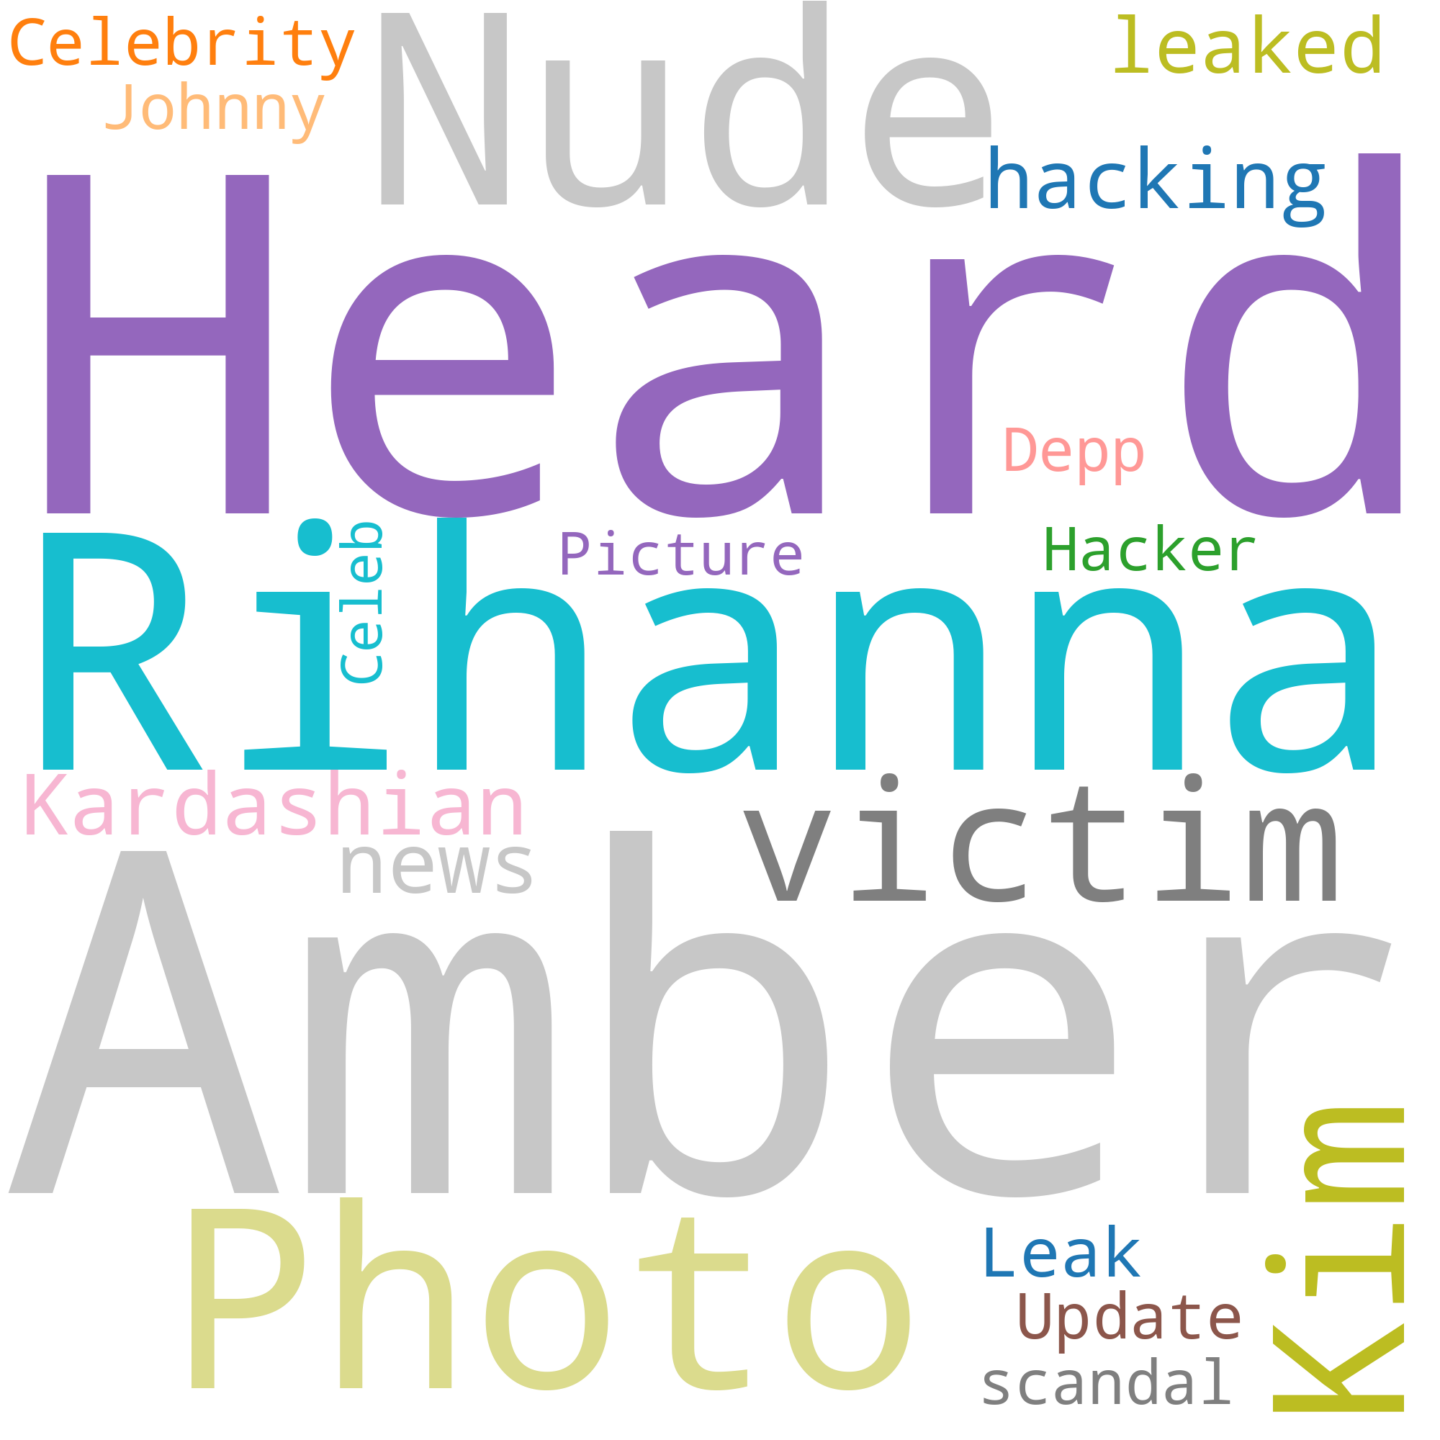 Celebrity
Nude
leaked
Johnny
hacking
Heard
Depp
Rihanna
Celeb
Picture
Hacker
Kardashian
victim
news
Amber
Kim
Photo
Leak
Update
scandal